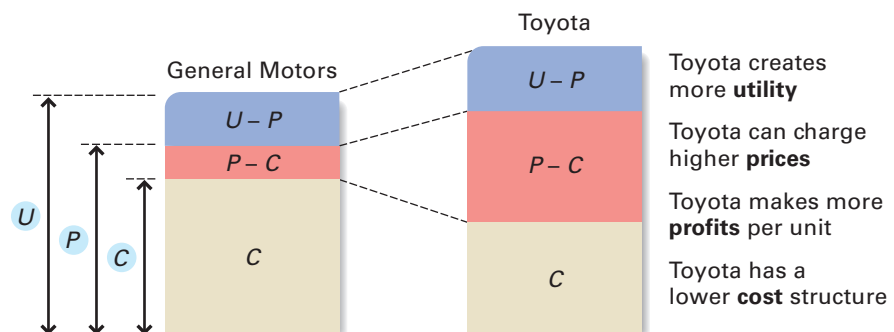 Toyota
General Motors
U – P
P – C
C
U
P
C
U – P
P – C
C
Toyota creates
more utility
Toyota can charge
higher prices
Toyota makes more
profits per unit
Toyota has a
lower cost structure